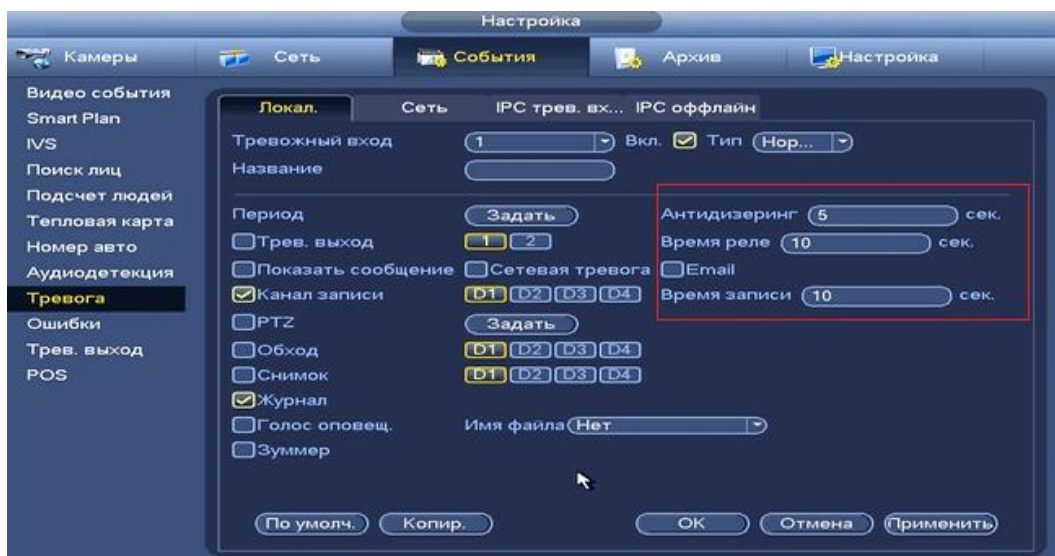 Настройка
Камеры Сеть События Архив Настройка
Видео события
Smart Plan
IVS
Поиск лиц
Подсчет людей
Тепловая карта
Номер авто
Аудиодетекция
Тревога
Ошибки
Трев. выход
POS
Локал. Сеть IPC трев. вх... IPC оффлайн
Тревожный вход 1 Вкл. Тип Нор...
Название
Период Задать Антидизеринг 5 сек.
Трев. выход 1 2 Время реле 10 сек.
Показать сообщение Сетевая тревога Email
Канал записи D1 D2 D3 D4 Время записи 10 сек.
PTZ Задать
Обход D1 D2 D3 D4
Снимок D1 D2 D3 D4
Журнал
Голос оповещ. Имя файла Нет
Зуммер
По умолч. Копир. OK Отмена Применить